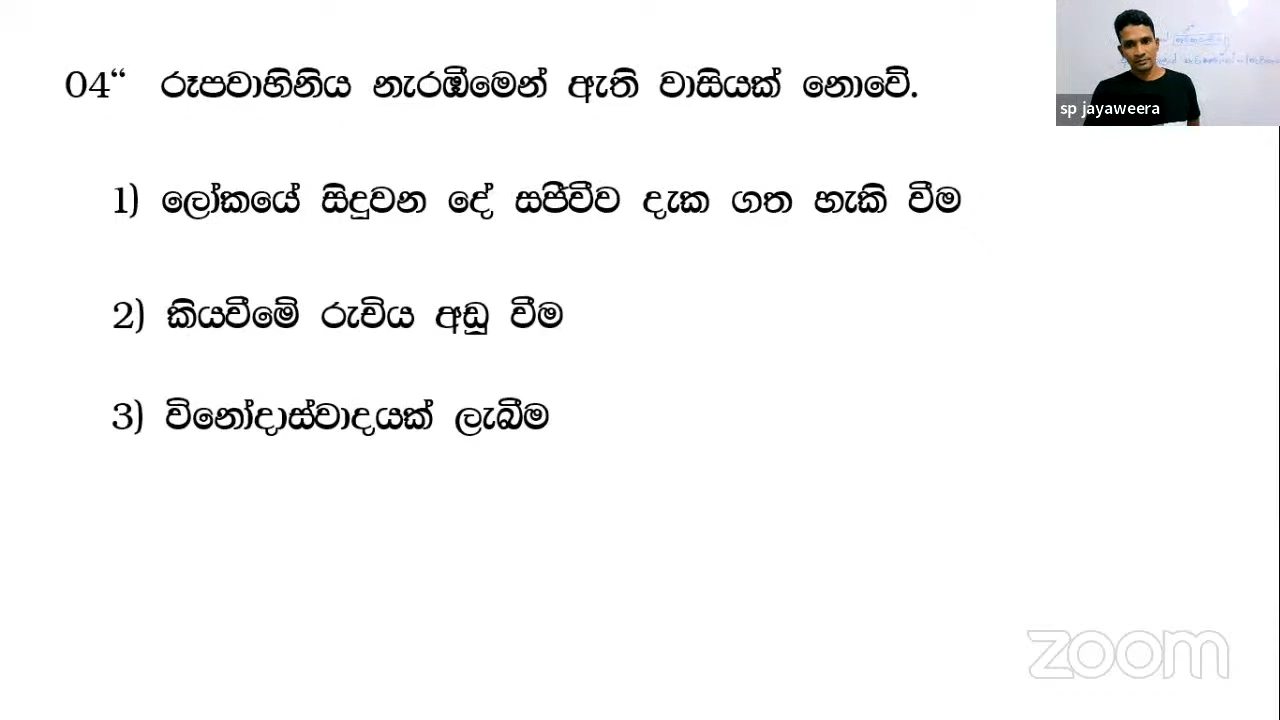 04“ රූපවාහිනිය නැරඹීමෙන් ඇති වාසියක් නොවේ.
sp jayaweera
1) ලෝකයේ සිදුවන දේ සජීවීව දැක ගත හැකි වීම
2) කියවීමේ රුචිය අඩු වීම
3) විනෝදාස්වාදයක් ලැබීම
zoom